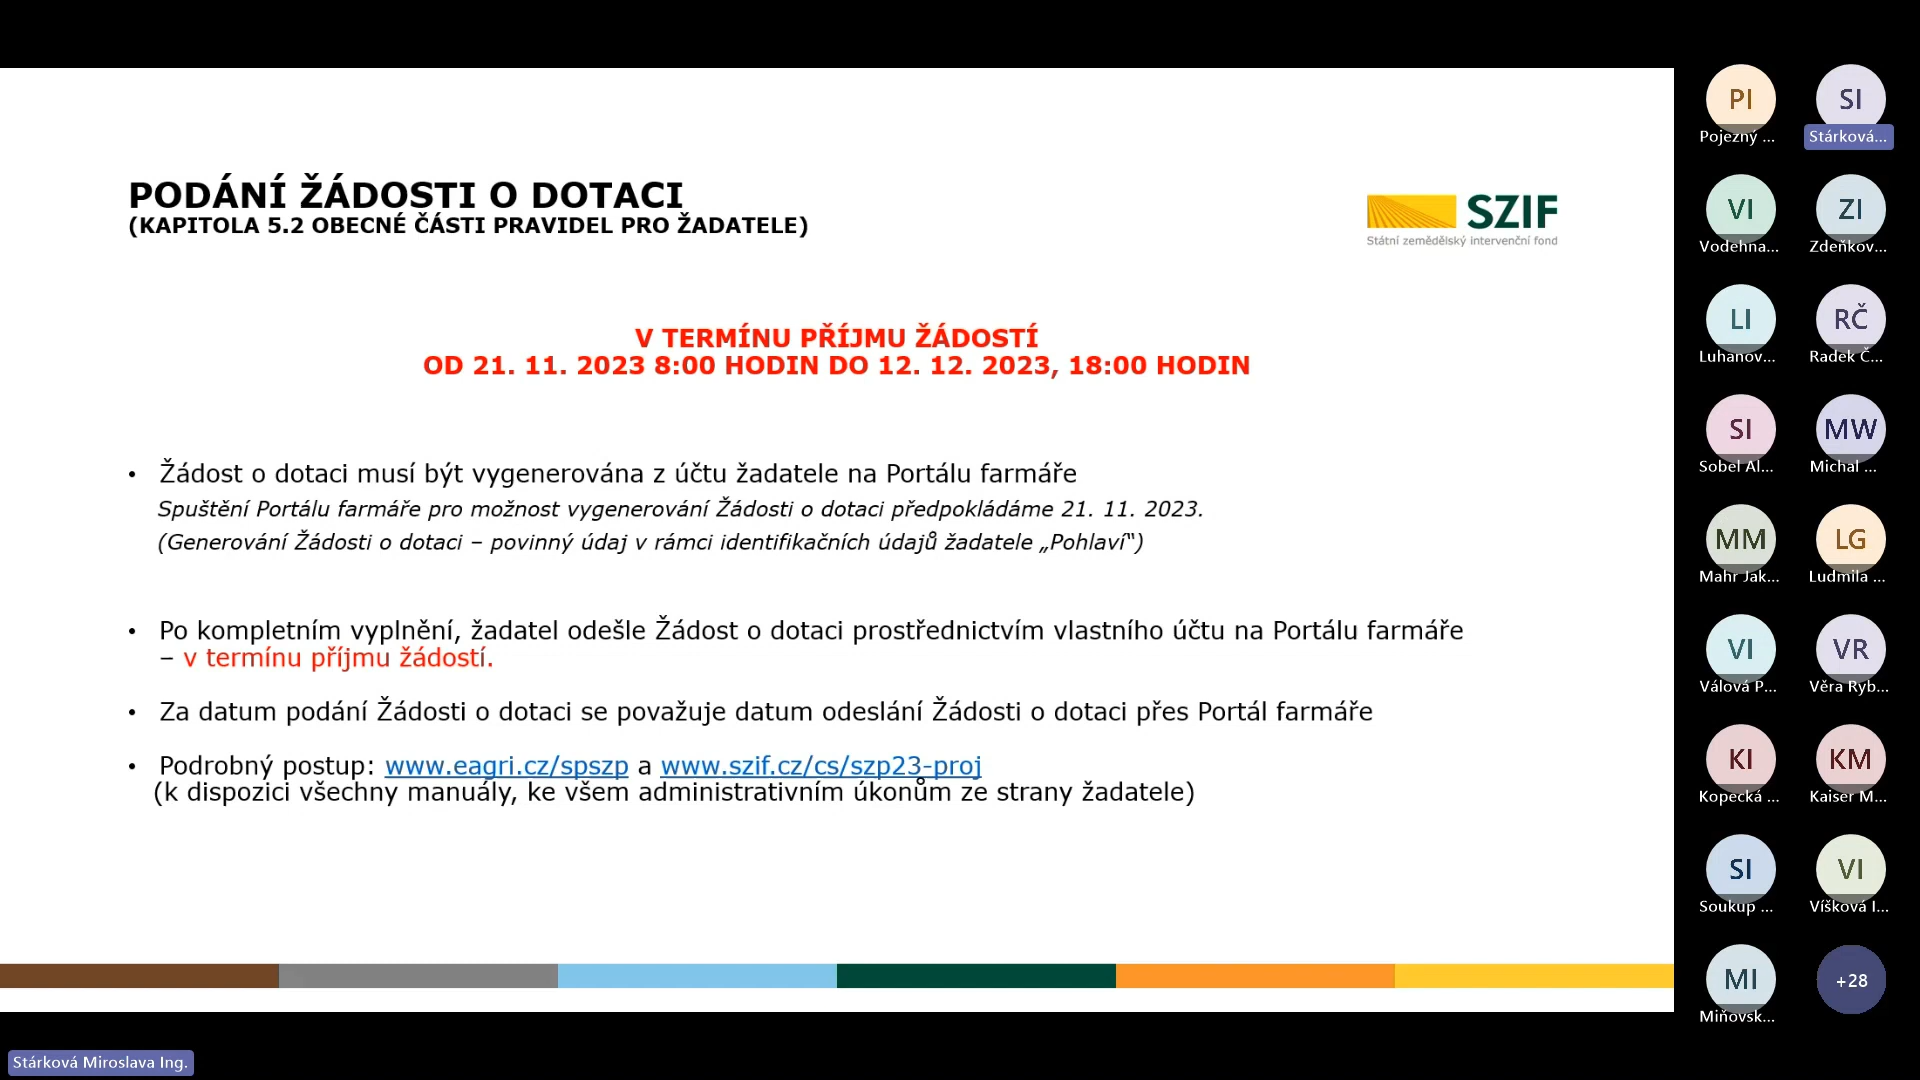 PODÁNÍ ŽÁDOSTI O DOTACI
(KAPITOLA 5.2 OBECNÉ ČÁSTI PRAVIDEL PRO ŽADATELE)
SZIF
Státní zemědělský intervenční fond
V TERMÍNU PŘÍJMU ŽÁDOSTÍ
OD 21. 11. 2023 8:00 HODIN DO 12. 12. 2023, 18:00 HODIN
• Žádost o dotaci musí být vygenerována z účtu žadatele na Portálu farmáře
Spuštění Portálu farmáře pro možnost vygenerování Žádosti o dotaci předpokládáme 21. 11. 2023.
(Generování Žádosti o dotaci – povinný údaj v rámci identifikačních údajů žadatele „Pohlaví“)
• Po kompletním vyplnění, žadatel odešle Žádost o dotaci prostřednictvím vlastního účtu na Portálu farmáře
– v termínu příjmu žádostí.
• Za datum podání Žádosti o dotaci se považuje datum odeslání Žádosti o dotaci přes Portál farmáře
• Podrobný postup: www.eagri.cz/spszp a www.szif.cz/cs/szp23-proj
(k dispozici všechny manuály, ke všem administrativním úkonům ze strany žadatele)
PI SI
Pojezný ... Stárková...
VI ZI
Vodehna... Zdeňkov...
LI RČ
Luhanov... Radek Č...
SI MW
Sobel Al... Michal ...
MM LG
Mahr Jak... Ludmila ...
VI VR
Válová P... Věra Ryb...
KI KM
Kopecká ... Kaiser M...
SI VI
Soukup ... Víšková I...
MI +28
Miňovsk...
Stárková Miroslava Ing.